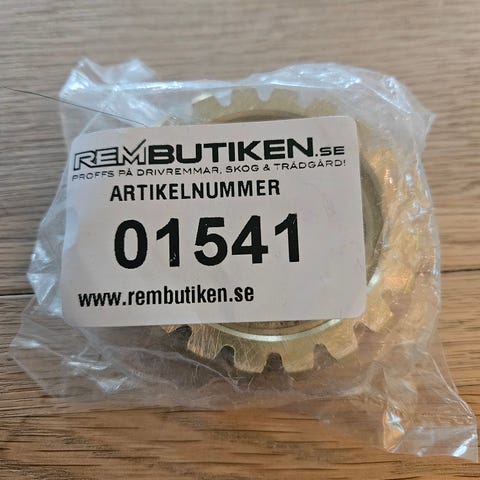 REMBUTIKEN.SE
PROFFS PÅ DRIVREMMAR, SKOG & TRÄDGÅRD!
ARTIKELNUMMER
01541
www.rembutiken.se